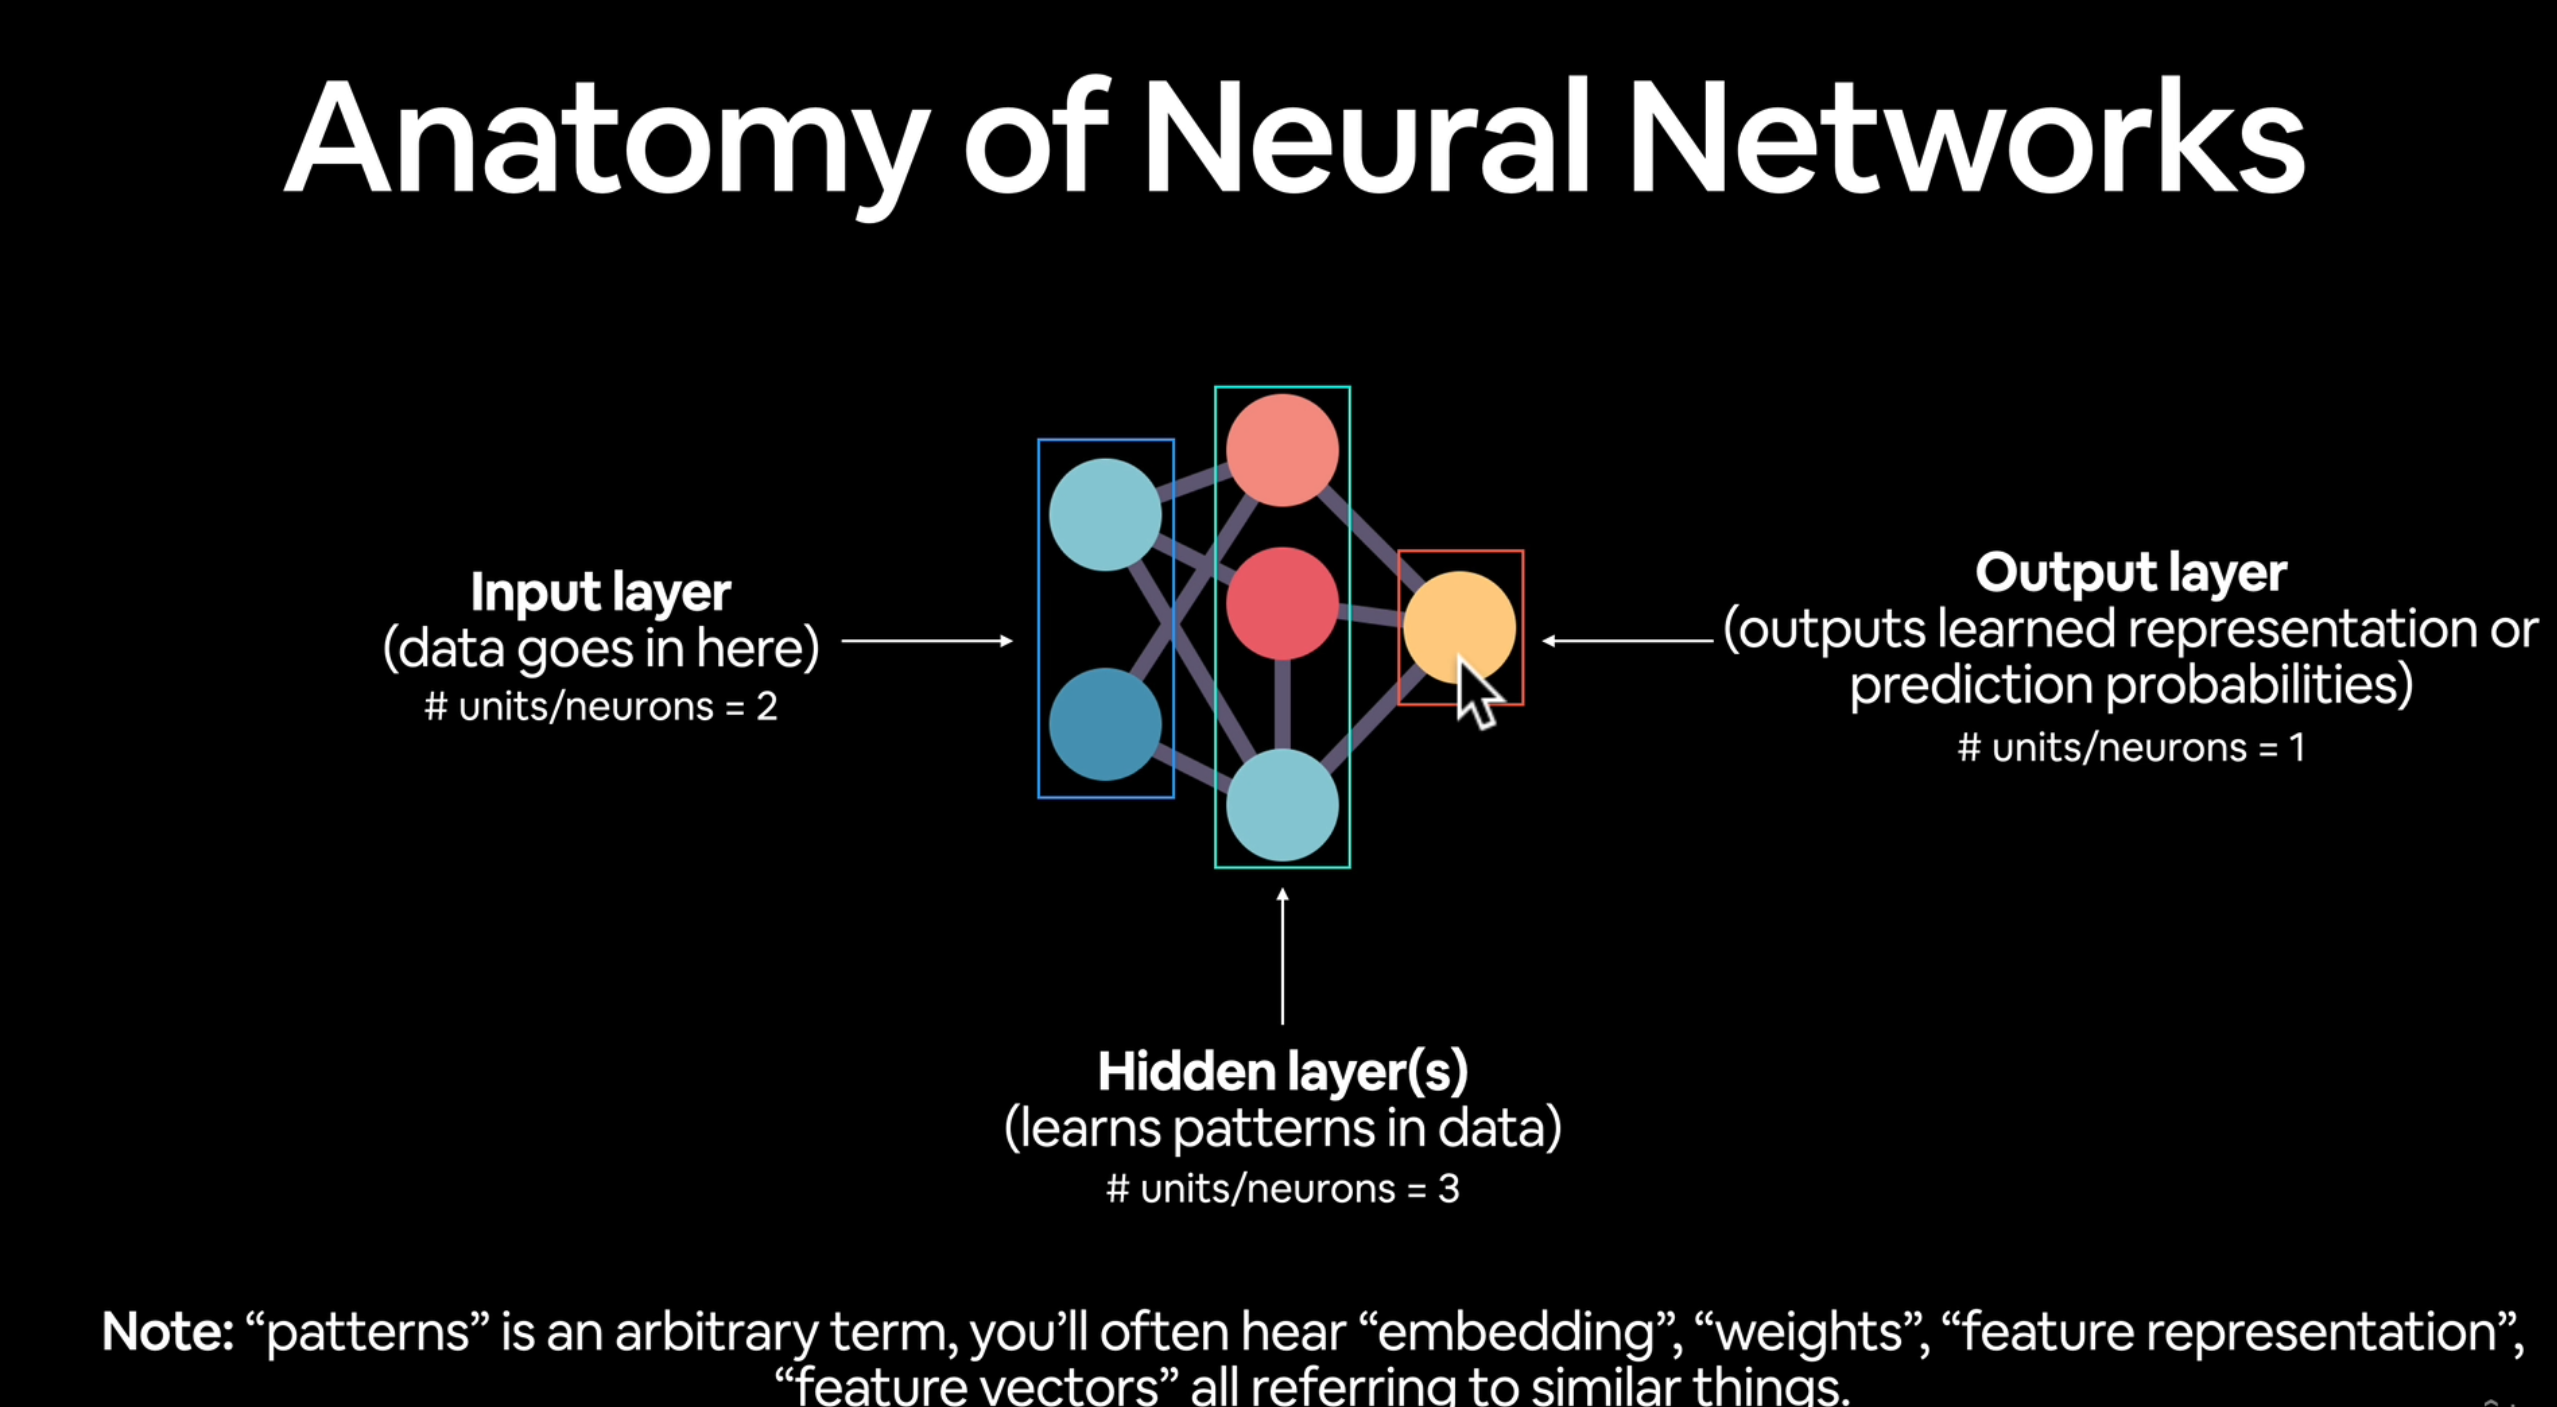 Anatomy of Neural Networks
Input layer
(data goes in here)
# units/neurons = 2
Output layer
(outputs learned representation or
prediction probabilities)
# units/neurons = 1
Hidden layer(s)
(learns patterns in data)
# units/neurons = 3
Note: “patterns” is an arbitrary term, you’ll often hear “embedding”, “weights”, “feature representation”,
“feature vectors” all referring to similar things.